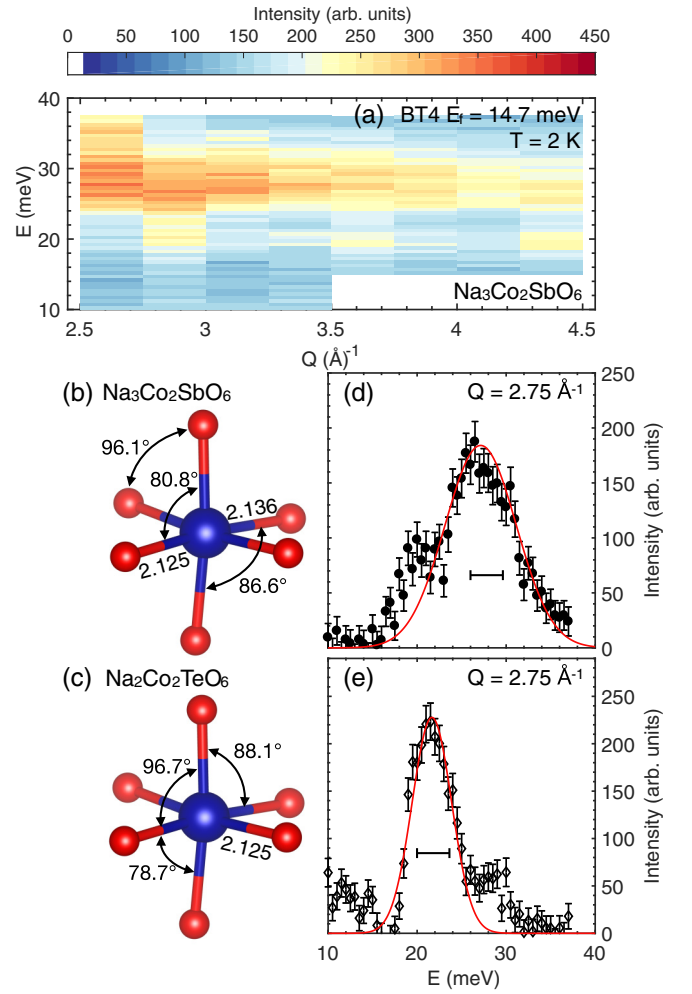 Intensity (arb. units)
0 50 100 150 200 250 300 350 400 450
(a) BT4 E_f = 14.7 meV
T = 2 K
Na₃Co₂SbO₆
E (meV)
40
30
20
10
2.5 3 3.5 4 4.5
Q (Å)⁻¹
(b) Na₃Co₂SbO₆
96.1°
80.8°
2.136
2.125
86.6°
(d) Q = 2.75 Å⁻¹
250
200
150
100
50
0
Intensity (arb. units)
(c) Na₂Co₂TeO₆
88.1°
96.7°
2.125
78.7°
(e) Q = 2.75 Å⁻¹
250
200
150
100
50
0
Intensity (arb. units)
10 20 30 40
E (meV)